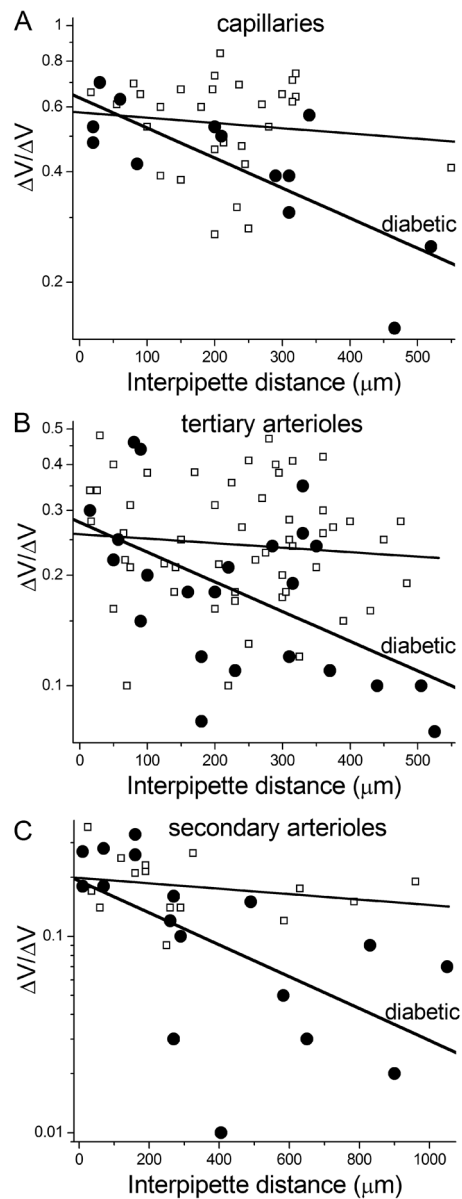 A
capillaries
1
0.8
0.6
0.4
0.2
ΔV/ΔV
diabetic
0 100 200 300 400 500
Interpipette distance (μm)
B
tertiary arterioles
0.5
0.4
0.3
0.2
0.1
ΔV/ΔV
diabetic
0 100 200 300 400 500
Interpipette distance (μm)
C
secondary arterioles
0.1
0.01
ΔV/ΔV
diabetic
0 200 400 600 800 1000
Interpipette distance (μm)